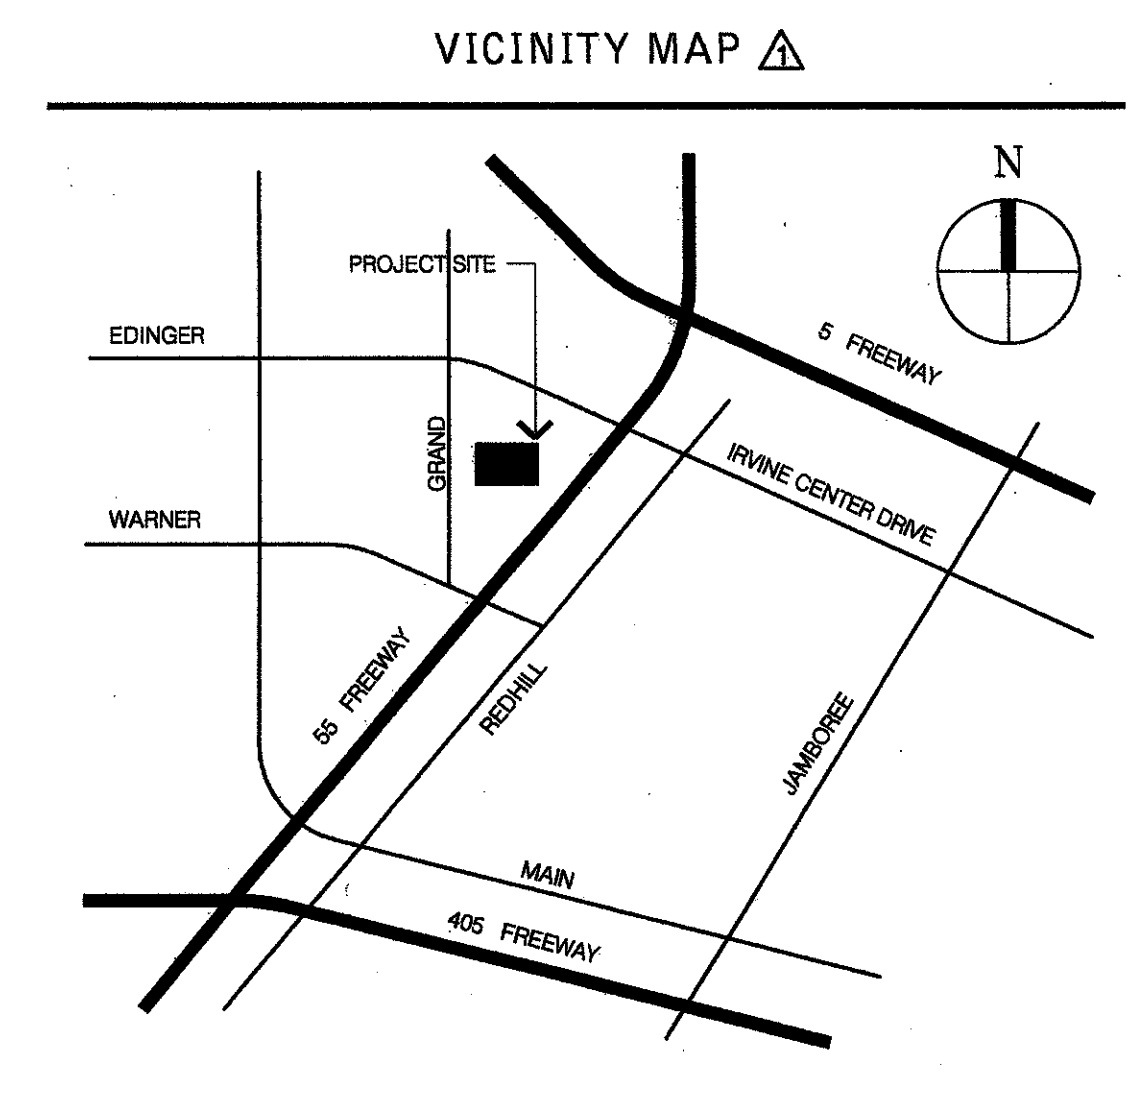 VICINITY MAP 1
N
PROJECT SITE
5 FREEWAY
EDINGER
GRAND
IRVINE CENTER DRIVE
WARNER
55 FREEWAY
REDHILL
JAMBOREE
MAIN
405 FREEWAY